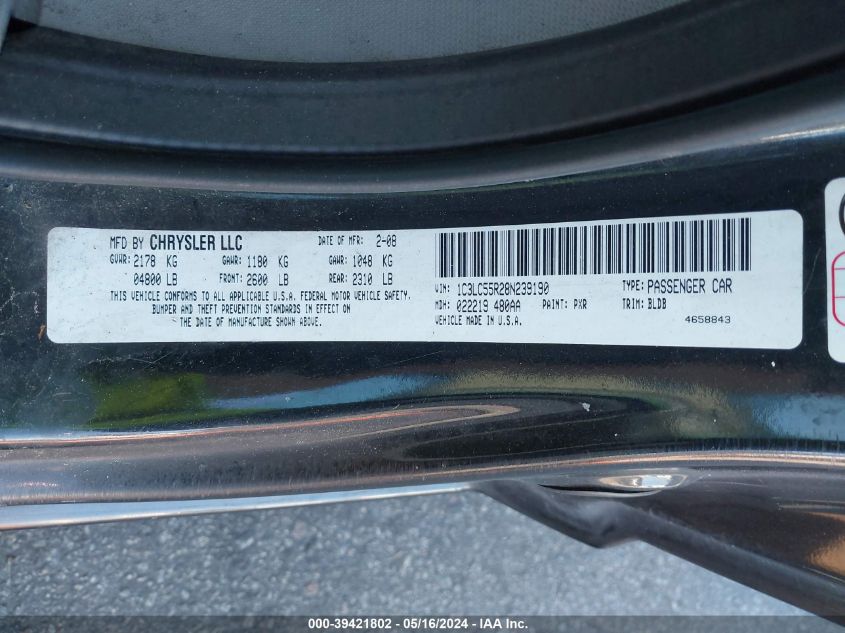 MFD BY CHRYSLER LLC DATE OF MFR: 2-08
GVWR: 2178 KG GAWR: 1180 KG GAWR: 1048 KG
04800 LB FRONT: 2600 LB REAR: 2310 LB
THIS VEHICLE CONFORMS TO ALL APPLICABLE U.S.A. FEDERAL MOTOR VEHICLE SAFETY,
BUMPER AND THEFT PREVENTION STANDARDS IN EFFECT ON
THE DATE OF MANUFACTURE SHOWN ABOVE.
VIN: 1C3LC55R28N239190 TYPE: PASSENGER CAR
MDH: 022219 480AA PAINT: PXR TRIM: BLDB
VEHICLE MADE IN U.S.A. 4658843
000-39421802 - 05/16/2024 - IAAI.COM